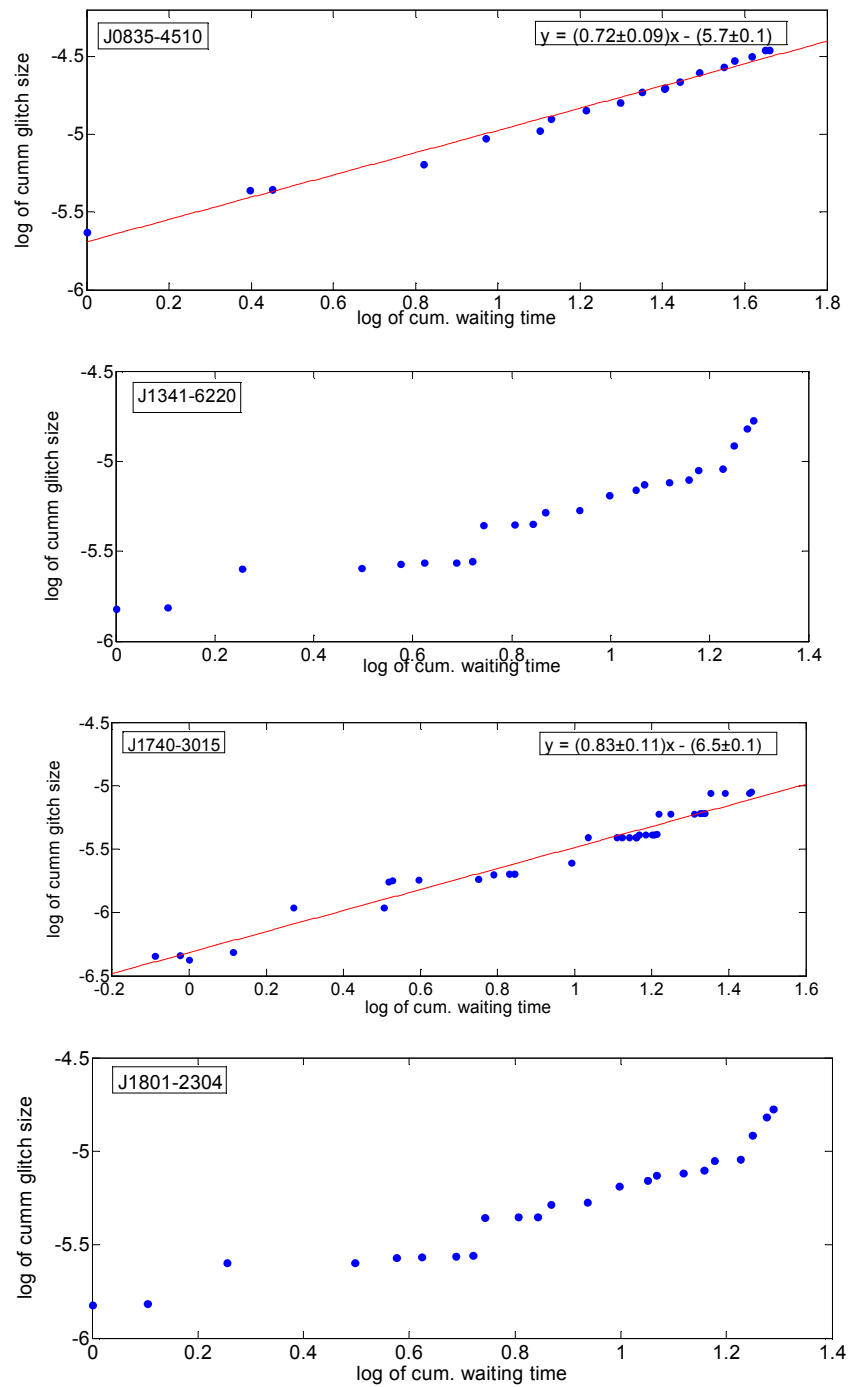 J0835-4510
y = (0.72±0.09)x - (5.7±0.1)
log of cumm glitch size
-4.5
-5
-5.5
-6
0 0.2 0.4 0.6 0.8 1 1.2 1.4 1.6 1.8
log of cum. waiting time
J1341-6220
log of cumm glitch size
-4.5
-5
-5.5
-6
0 0.2 0.4 0.6 0.8 1 1.2 1.4
log of cum. waiting time
J1740-3015
y = (0.83±0.11)x - (6.5±0.1)
log of cumm gitch size
-4.5
-5
-5.5
-6
-6.5
-0.2 0 0.2 0.4 0.6 0.8 1 1.2 1.4 1.6
log of cum. waiting time
J1801-2304
log of cumm glitch size
-4.5
-5
-5.5
-6
0 0.2 0.4 0.6 0.8 1 1.2 1.4
log of cum. waiting time